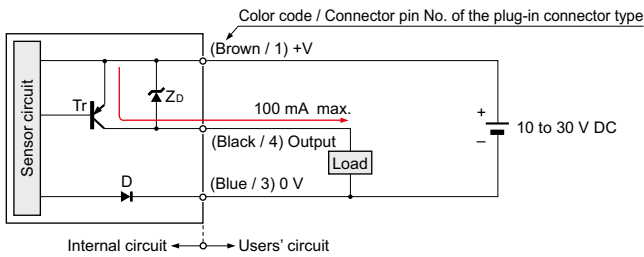 Color code / Connector pin No. of the plug-in connector type
(Brown / 1) +V
Sensor circuit
Tr
ZD
100 mA max.
+
10 to 30 V DC
–
(Black / 4) Output
Load
D
(Blue / 3) 0 V
Internal circuit
Users' circuit